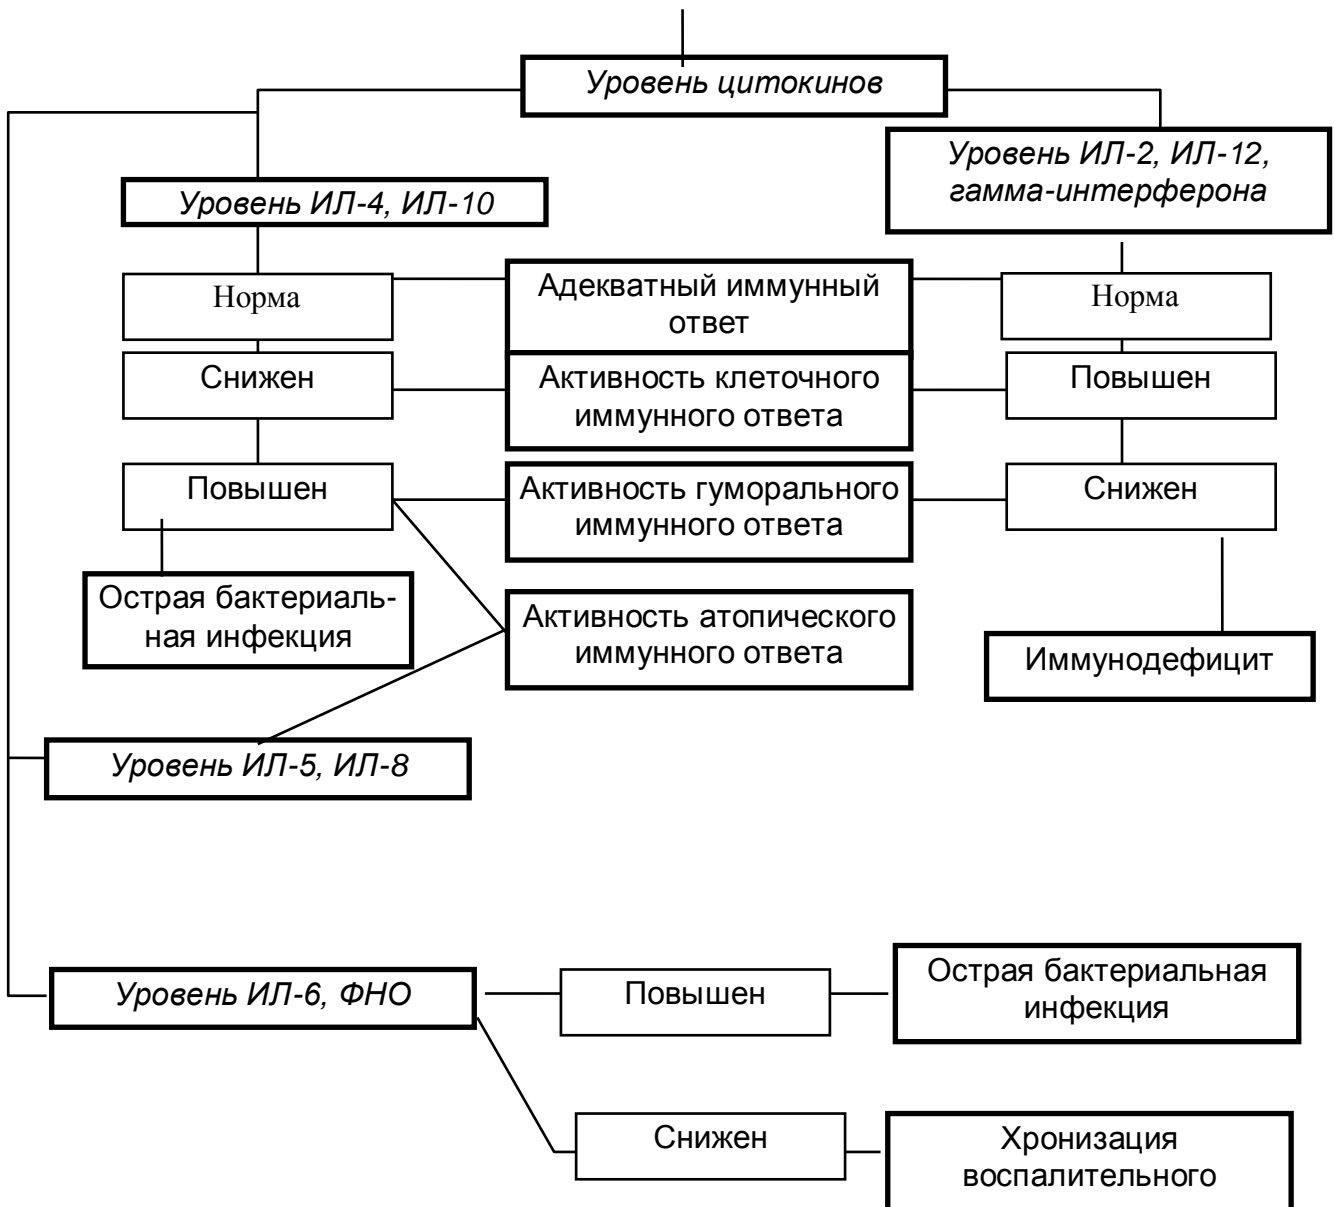 Уровень цитокинов
Уровень ИЛ-2, ИЛ-12,
гамма-интерферона
Уровень ИЛ-4, ИЛ-10
Норма
Адекватный иммунный
ответ
Норма
Снижен
Активность клеточного
иммунного ответа
Повышен
Повышен
Активность гуморального
иммунного ответа
Снижен
Острая бактериаль-
ная инфекция
Активность атопического
иммунного ответа
Иммунодефицит
Уровень ИЛ-5, ИЛ-8
Уровень ИЛ-6, ФНО
Повышен
Острая бактериальная
инфекция
Снижен
Хронизация
воспалительного